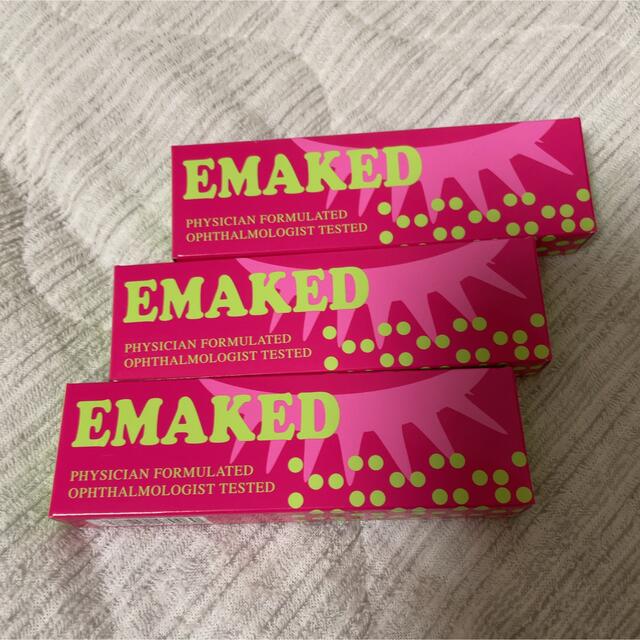 EMAKED
PHYSICIAN FORMULATED
OPHTHALMOLOGIST TESTED
EMAKED
PHYSICIAN FORMULATED
OPHTHALMOLOGIST TESTED
EMAKED
PHYSICIAN FORMULATED
OPHTHALMOLOGIST TESTED